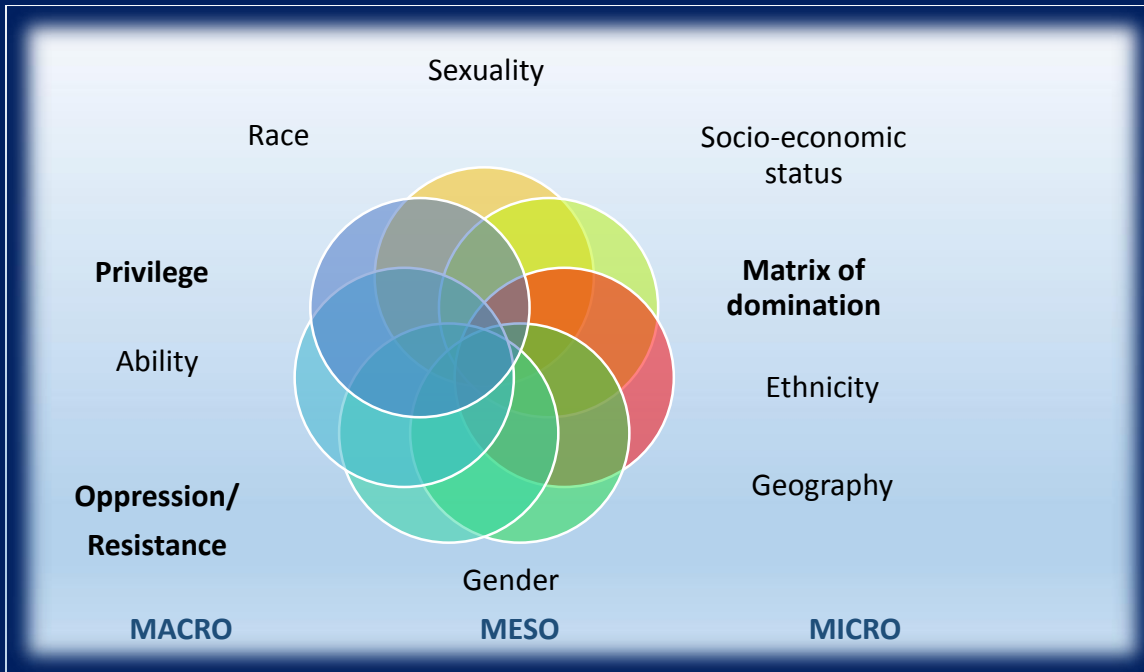 Sexuality
Race
Socio-economic
status
Privilege
Matrix of
domination
Ability
Ethnicity
Geography
Oppression/
Resistance
Gender
MACRO
MESO
MICRO